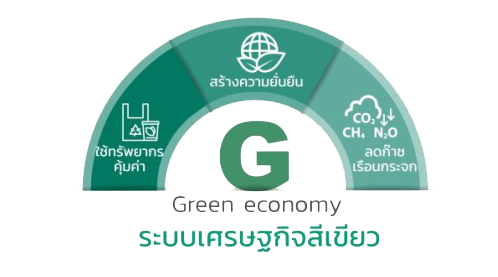 สร้างความยั่งยืน
ใช้ทรัพยากร
คุ้มค่า
CO₂
CH₄ N₂O
ลดก๊าซ
เรือนกระจก
G
Green economy
ระบบเศรษฐกิจสีเขียว